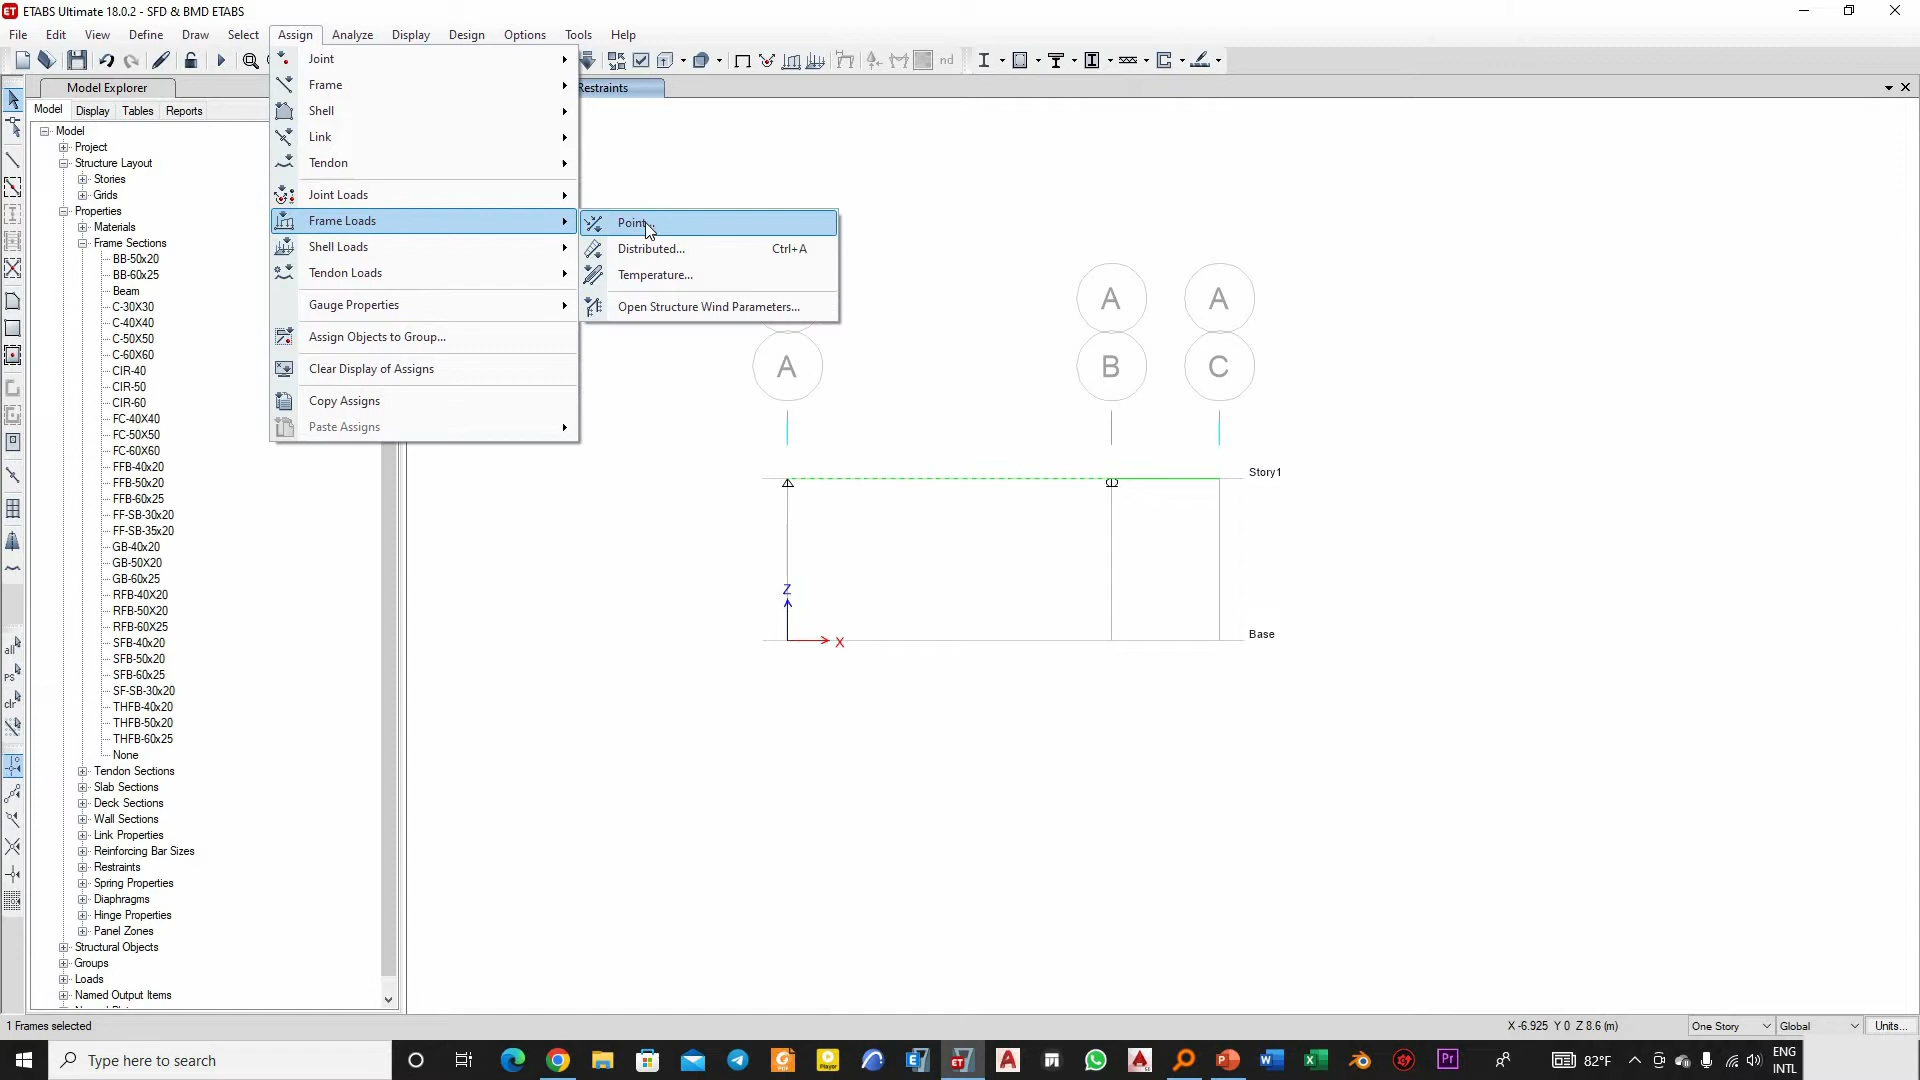 ETABS Ultimate 18.0.2 - SFD & BMD ETABS
File Edit View Define Draw Select Assign Analyze Display Design Options Tools Help
nd
Model Explorer
Restraints
Model Display Tables Reports
Model
Project
Structure Layout
Stories
Grids
Properties
Materials
Frame Sections
BB-50x20
BB-60x25
Beam
C-30X30
C-40X40
C-50X50
C-60X60
CIR-40
CIR-50
CIR-60
FC-40X40
FC-50X50
FC-60X60
FFB-40x20
FFB-50x20
FFB-60x25
FF-SB-30x20
FF-SB-35x20
GB-40x20
GB-50X20
GB-60x25
RFB-40X20
RFB-50X20
RFB-60X25
SFB-40x20
SFB-50x20
SFB-60x25
SF-SB-30x20
THFB-40x20
THFB-50x20
THFB-60x25
None
Tendon Sections
Slab Sections
Deck Sections
Wall Sections
Link Properties
Reinforcing Bar Sizes
Restraints
Spring Properties
Diaphragms
Hinge Properties
Panel Zones
Structural Objects
Groups
Loads
Named Output Items
all
ps
clr
Joint
Frame
Shell
Link
Tendon
Joint Loads
Frame Loads
Shell Loads
Tendon Loads
Gauge Properties
Assign Objects to Group...
Clear Display of Assigns
Copy Assigns
Paste Assigns
Point...
Distributed... Ctrl+A
Temperature...
Open Structure Wind Parameters...
A A
A B C
Story1
Z
X
Base
1 Frames selected
X -6.925 Y 0 Z 8.6 (m)
One Story
Global
Units...
Type here to search
82°F
ENG
INTL